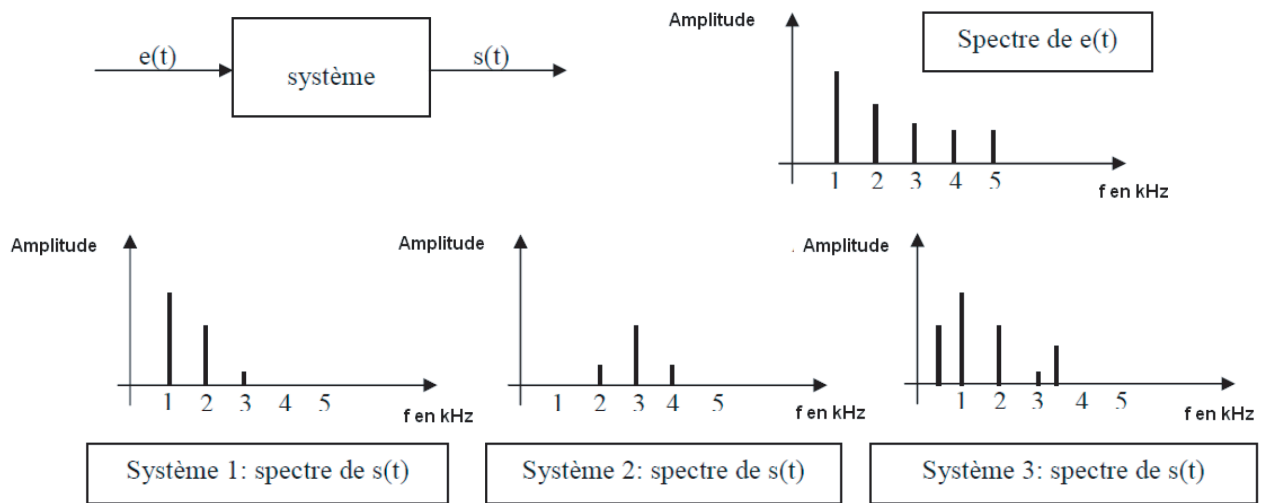 Amplitude
Spectre de e(t)
e(t)
s(t)
système
1 2 3 4 5
f en kHz
Amplitude
Amplitude
. Amplitude
1 2 3 4 5
f en kHz
1 2 3 4 5
f en kHz
1 2 3 4 5
f en kHz
Système 1: spectre de s(t)
Système 2: spectre de s(t)
Système 3: spectre de s(t)